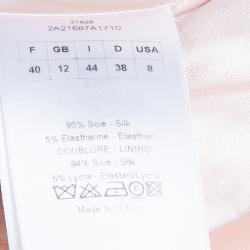 31628
2A21687A1710
F GB I D USA
40 12 44 38 8
95% Soie - Silk
5% Elasthanne - Elasthan
DOUBLURE - LINING
94% Soie - Silk
6% Lycra - Elastan/Lycra
Made in ITALY